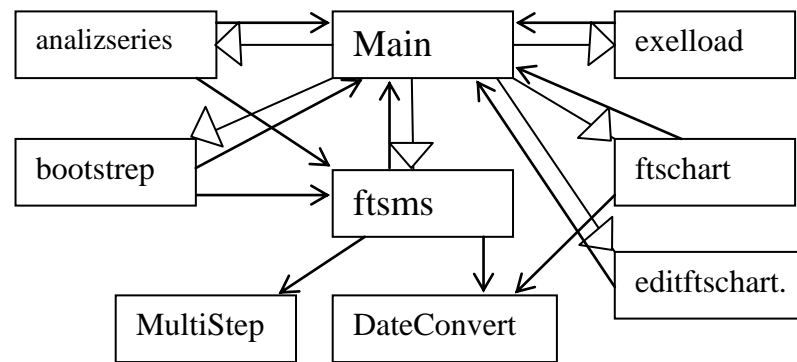 analizseries
Main
exelload
bootstrep
ftsms
ftschart
editftschart.
MultiStep
DateConvert